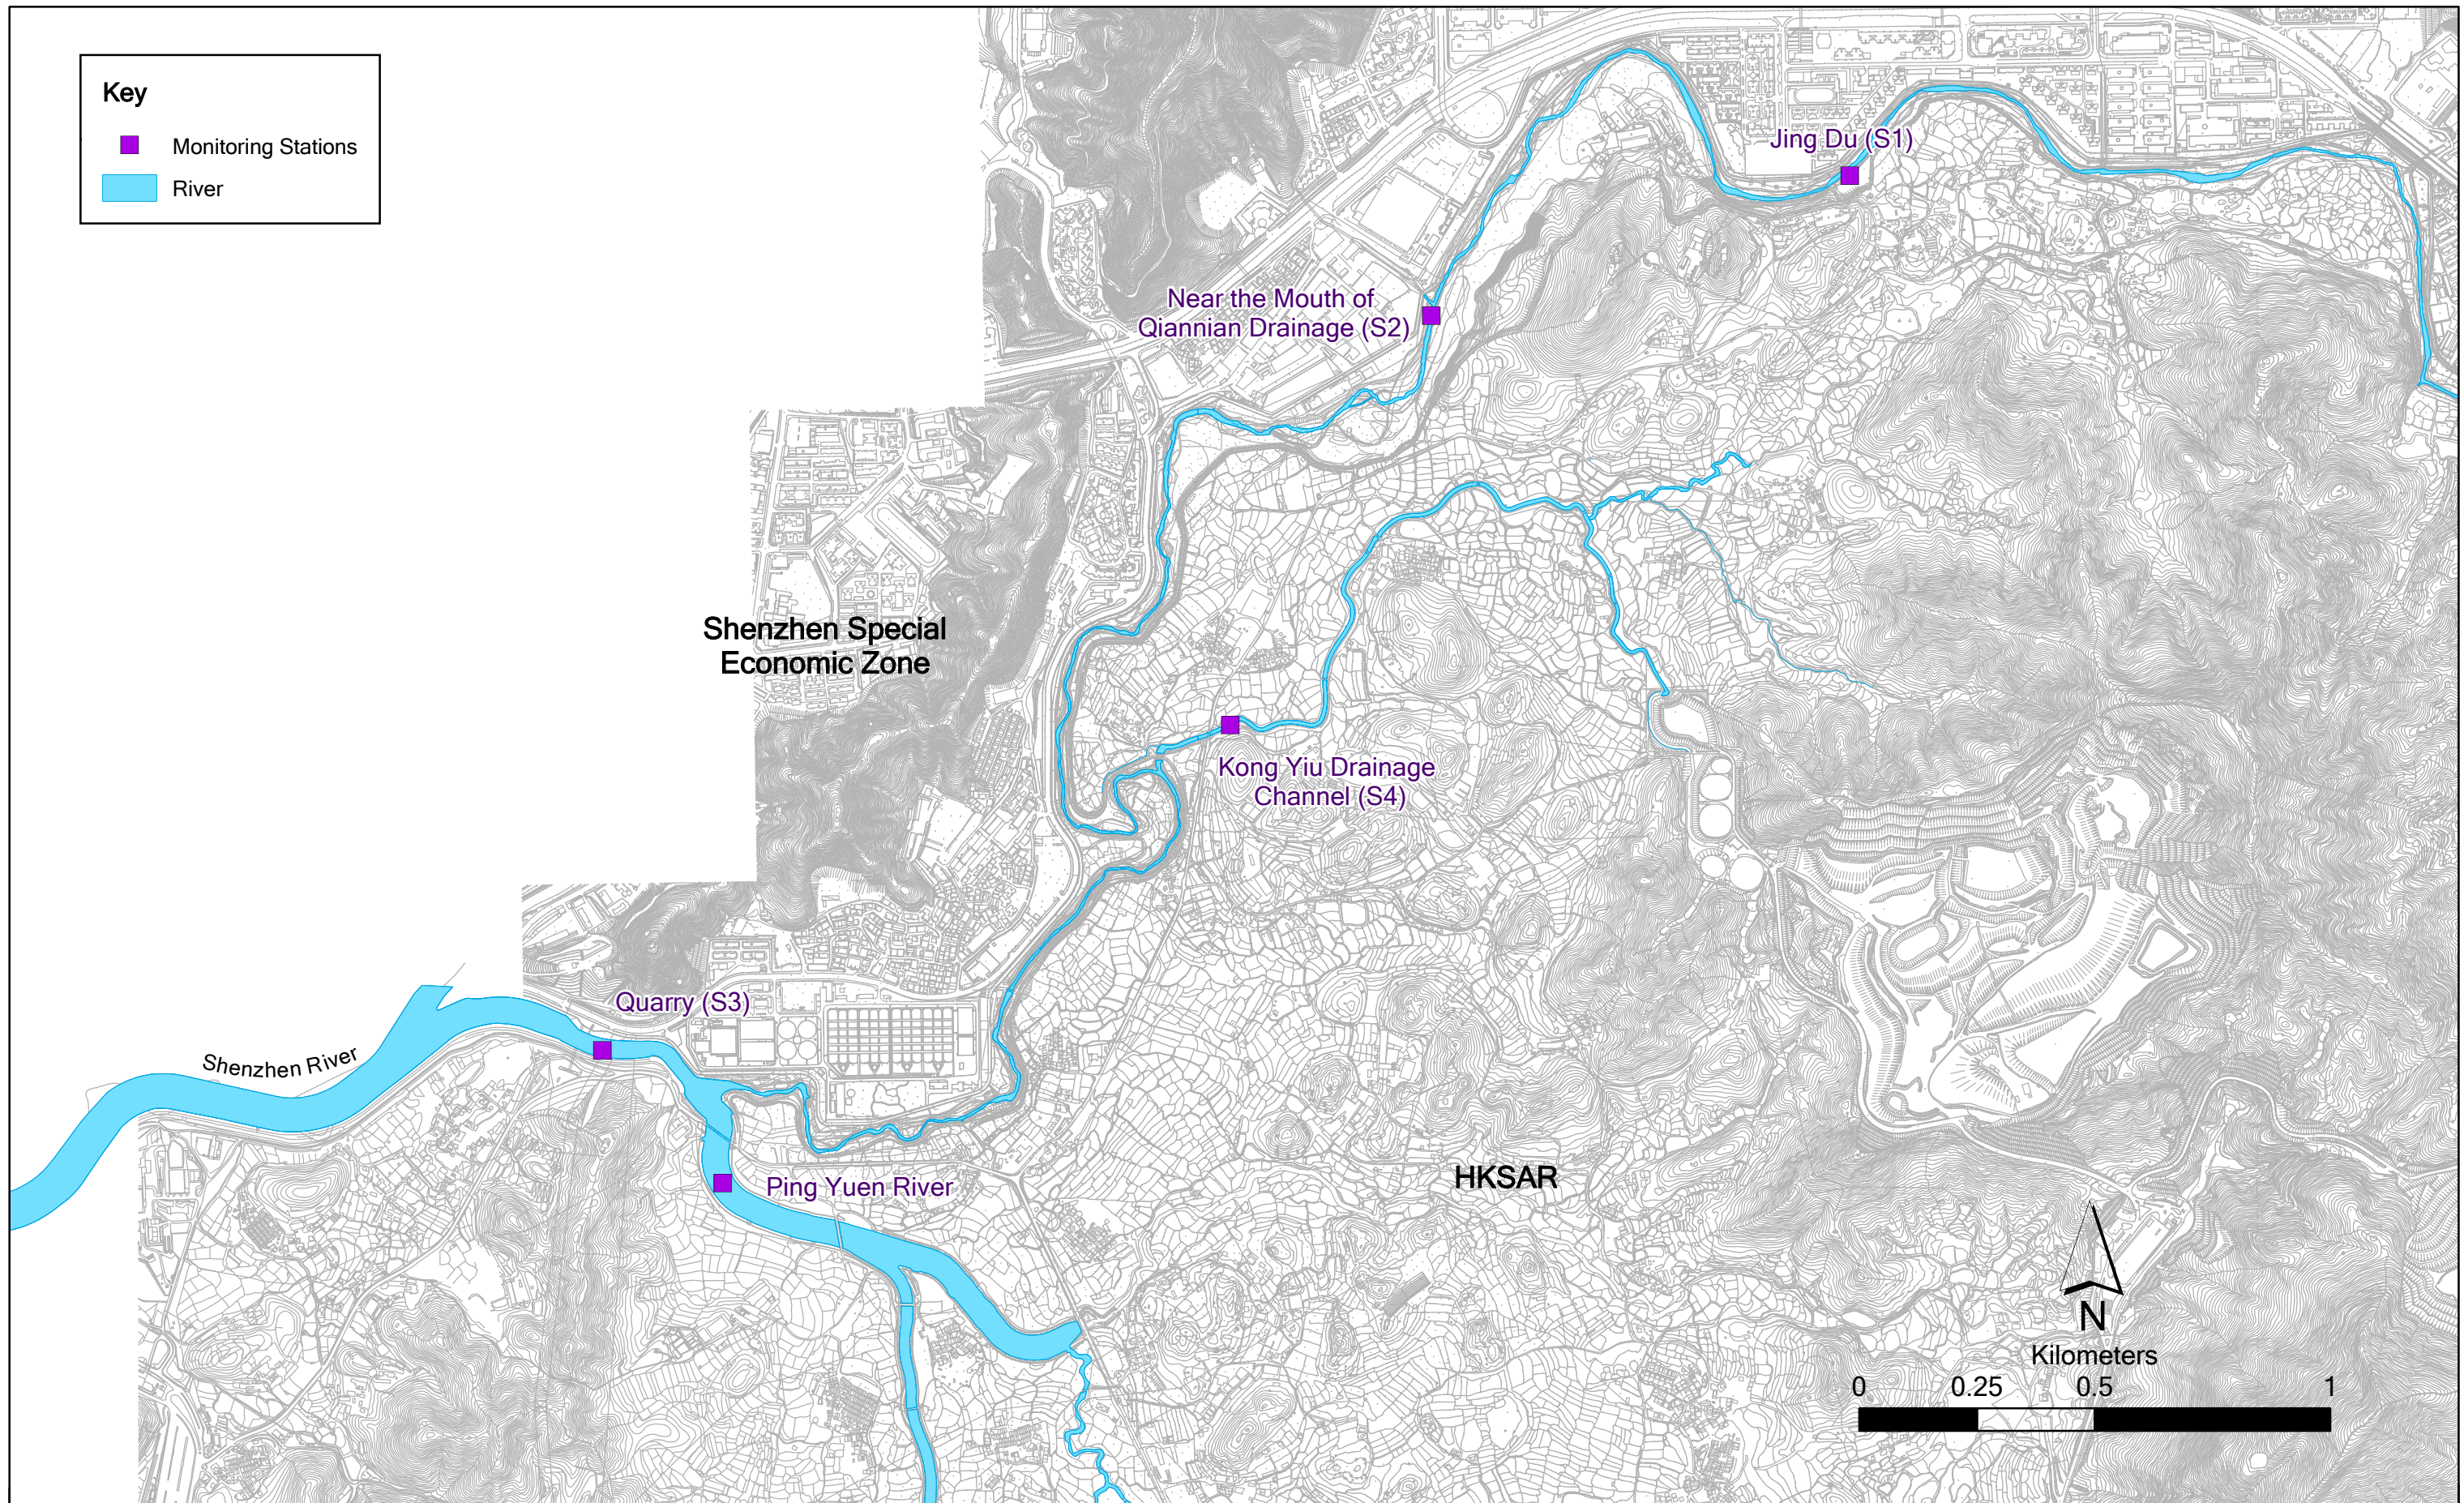 Key
Monitoring Stations
River
Jing Du (S1)
Near the Mouth of
Qiannian Drainage (S2)
Shenzhen Special
Economic Zone
Kong Yiu Drainage
Channel (S4)
Quarry (S3)
Shenzhen River
Ping Yuen River
HKSAR
N
Kilometers
0 0.25 0.5 1